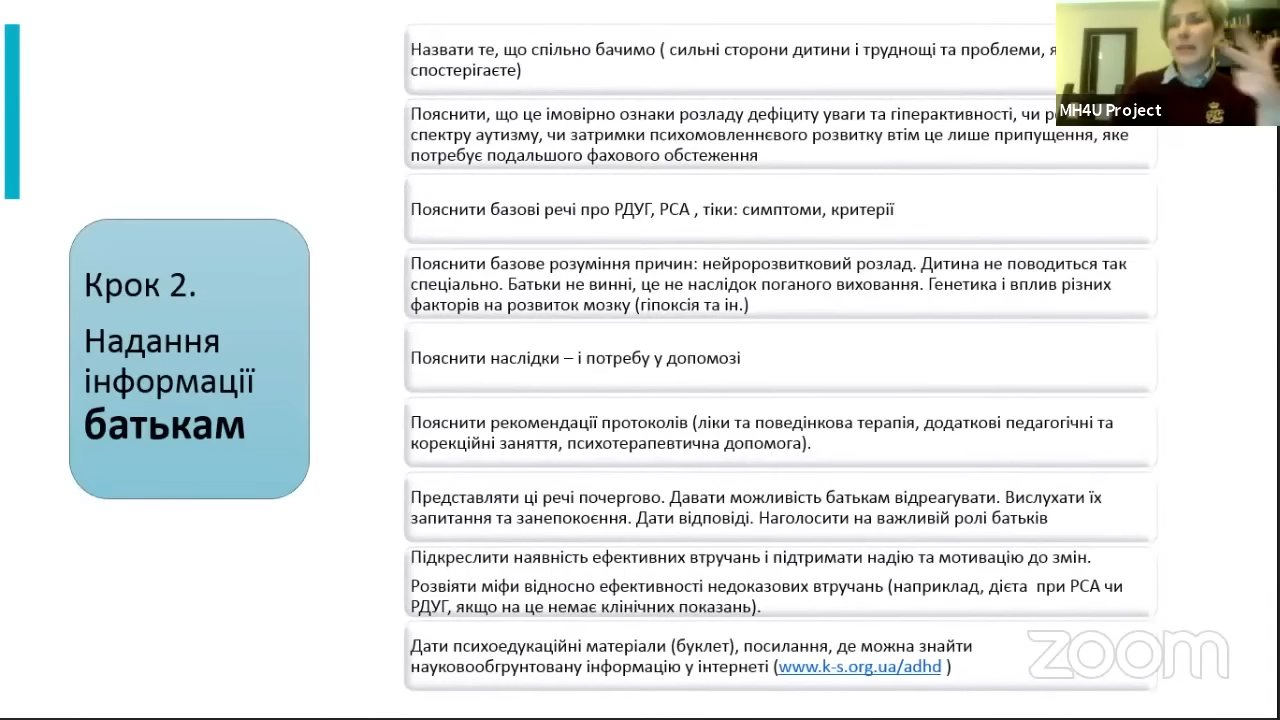 Крок 2.
Надання
інформації
батькам
Назвати те, що спільно бачимо ( сильні сторони дитини і труднощі та проблеми,
спостерігаєте)
Пояснити, що це імовірно ознаки розладу дефіциту уваги та гіперактивності, чи
спектру аутизму, чи затримки психомовленнєвого розвитку втім це лише припущення, яке
потребує подальшого фахового обстеження
Пояснити базові речі про РДУГ, РСА , тіки: симптоми, критерії
Пояснити базове розуміння причин: нейророзвитковий розлад. Дитина не поводиться так
спеціально. Батьки не винні, це не наслідок поганого виховання. Генетика і вплив різних
факторів на розвиток мозку (гіпоксія та ін.)
Пояснити наслідки – і потребу у допомозі
Пояснити рекомендації протоколів (ліки та поведінкова терапія, додаткові педагогічні та
корекційні заняття, психотерапевтична допомога).
Представляти ці речі почергово. Давати можливість батькам відреагувати. Вислухати їх
запитання та занепокоєння. Дати відповіді. Наголосити на важливій ролі батьків
Підкреслити наявність ефективних втручань і підтримати надію та мотивацію до змін.
Розвіяти міфи відносно ефективності недоказових втручань (наприклад, дієта при РСА чи
РДУГ, якщо на це немає клінічних показань).
Дати психоедукаційні матеріали (буклет), посилання, де можна знайти
науковообгрунтовану інформацію у інтернеті (www.k-s.org.ua/adhd )
MH4U Project
zoom